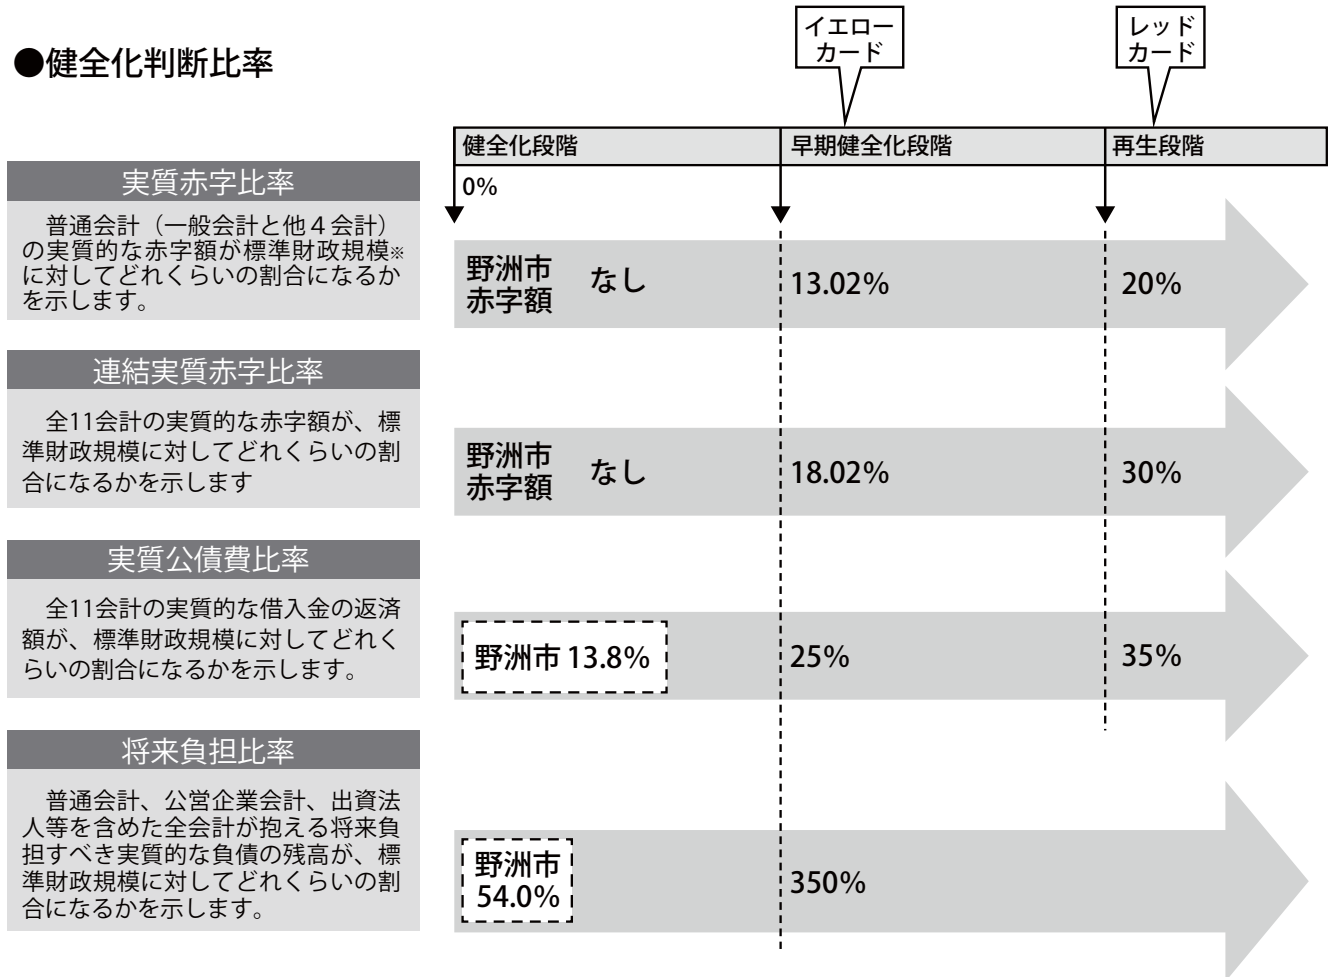 ●健全化判断比率
イエロー
カード
レッド
カード
健全化段階
早期健全化段階
再生段階
0%
実質赤字比率
普通会計（一般会計と他４会計）
の実質的な赤字額が標準財政規模※
に対してどれくらいの割合になるか
を示します。
野洲市
赤字額
なし
13.02%
20%
連結実質赤字比率
全11会計の実質的な赤字額が、標
準財政規模に対してどれくらいの割
合になるかを示します
野洲市
赤字額
なし
18.02%
30%
実質公債費比率
全11会計の実質的な借入金の返済
額が、標準財政規模に対してどれく
らいの割合になるかを示します。
野洲市 13.8%
25%
35%
将来負担比率
普通会計、公営企業会計、出資法
人等を含めた全会計が抱える将来負
担すべき実質的な負債の残高が、標
準財政規模に対してどれくらいの割
合になるかを示します。
野洲市
54.0%
350%